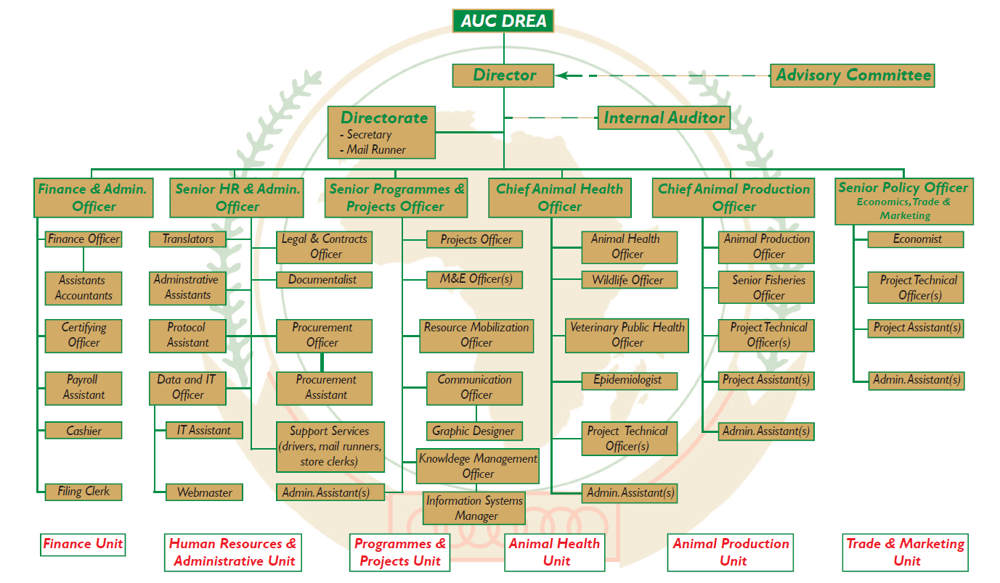 AUC DREA
Director
Advisory Committee
Directorate
- Secretary
- Mail Runner
Internal Auditor
Finance & Admin.
Officer
Senior HR & Admin.
Officer
Senior Programmes &
Projects Officer
Chief Animal Health
Officer
Chief Animal Production
Officer
Senior Policy Officer
Economics, Trade &
Marketing
Finance Officer
Assistants
Accountants
Certifying
Officer
Payroll
Assistant
Cashier
Filing Clerk
Translators
Adminstrative
Assistants
Protocol
Assistant
Data and IT
Officer
IT Assistant
Webmaster
Legal & Contracts
Officer
Documentalist
Procurement
Officer
Procurement
Assistant
Support Services
(drivers, mail runners,
store clerks)
Admin. Assistant(s)
Projects Officer
M&E Officer(s)
Resource Mobilization
Officer
Communication
Officer
Graphic Designer
Knowldege Management
Officer
Information Systems
Manager
Animal Health
Officer
Wildlife Officer
Veterinary Public Health
Officer
Epidemiologist
Project Technical
Officer(s)
Admin. Assistant(s)
Animal Production
Officer
Senior Fisheries
Officer
Project Technical
Officer(s)
Project Assistant(s)
Admin. Assistant(s)
Economist
Project Technical
Officer(s)
Project Assistant(s)
Admin. Assistant(s)
Finance Unit
Human Resources &
Administrative Unit
Programmes &
Projects Unit
Animal Health
Unit
Animal Production
Unit
Trade & Marketing
Unit